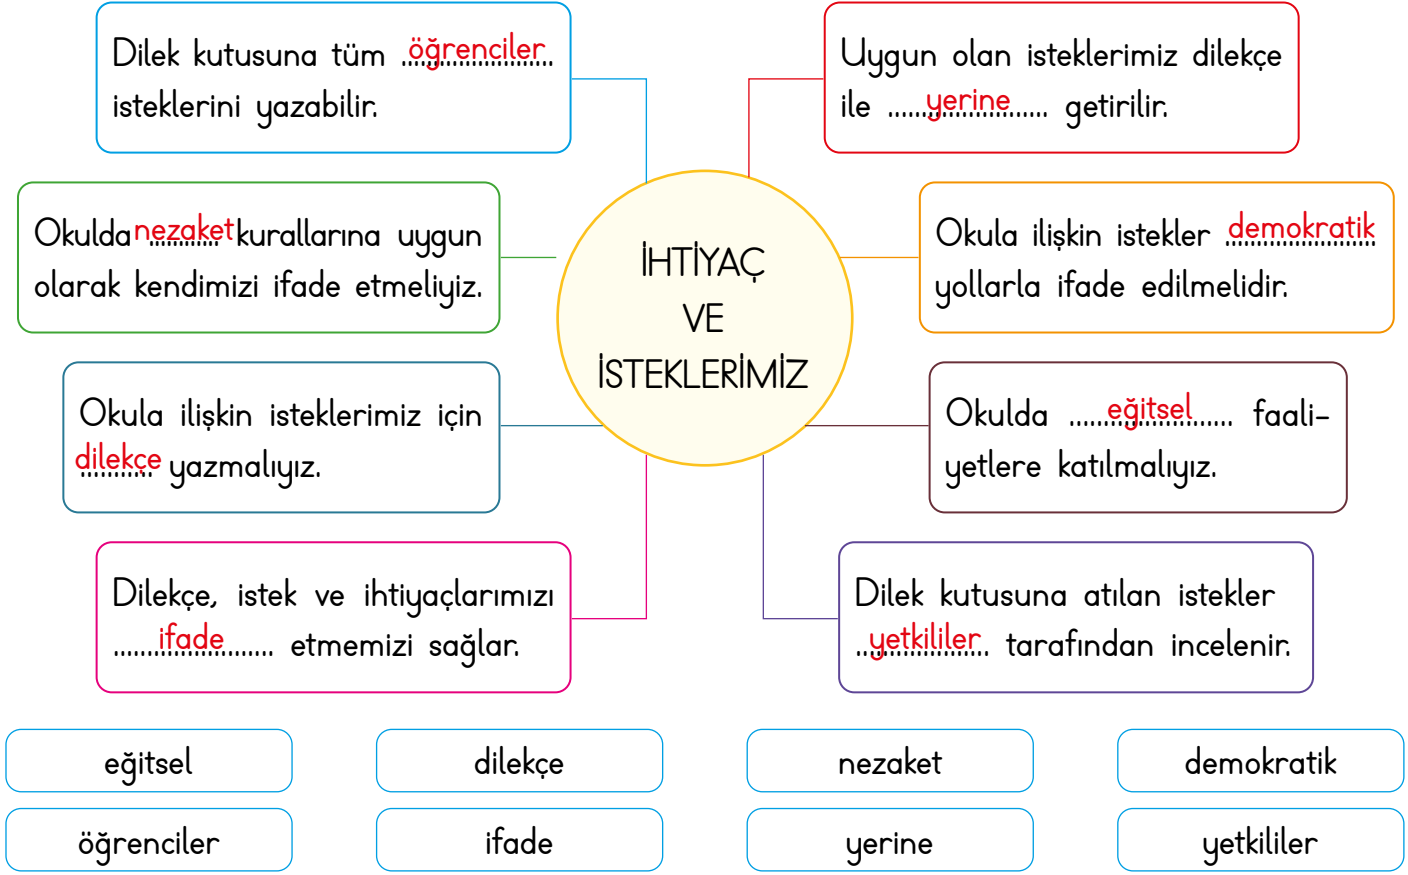 Dilek kutusuna tüm öğrenciler
isteklerini yazabilir.
Uygun olan isteklerimiz dilekçe
ile yerine getirilir.
Okulda nezaket kurallarına uygun
olarak kendimizi ifade etmeliyiz.
Okula ilişkin istekler demokratik
yollarla ifade edilmelidir.
İHTİYAÇ
VE
İSTEKLERİMİZ
Okula ilişkin isteklerimiz için
dilekçe yazmalıyız.
Okulda eğitsel faali-
yetlere katılmalıyız.
Dilekçe, istek ve ihtiyaçlarımızı
ifade etmemizi sağlar.
Dilek kutusuna atılan istekler
yetkililer tarafından incelenir.
eğitsel
dilekçe
nezaket
demokratik
öğrenciler
ifade
yerine
yetkililer